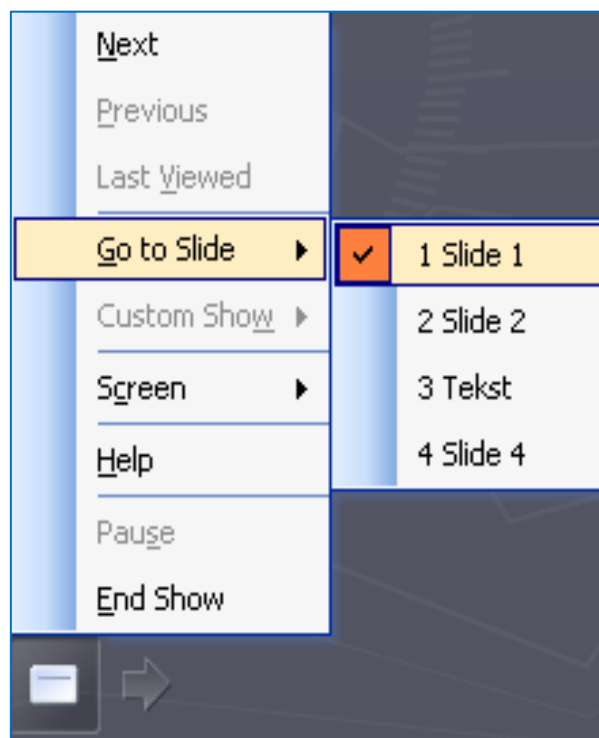 Next
Previous
Last Viewed
Go to Slide
Custom Show
Screen
Help
Pause
End Show
1 Slide 1
2 Slide 2
3 Tekst
4 Slide 4